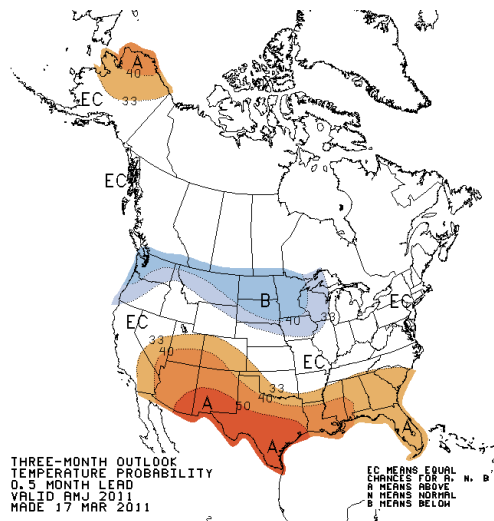 A
40
EC
33
EC
B
40
33
EC
EC
33
40
EC
33
40
50
A
A
A
THREE-MONTH OUTLOOK
TEMPERATURE PROBABILITY
0.5 MONTH LEAD
VALID AMJ 2011
MADE 17 MAR 2011
EC MEANS EQUAL
CHANCES FOR A, N, B
A MEANS ABOVE
N MEANS NORMAL
B MEANS BELOW